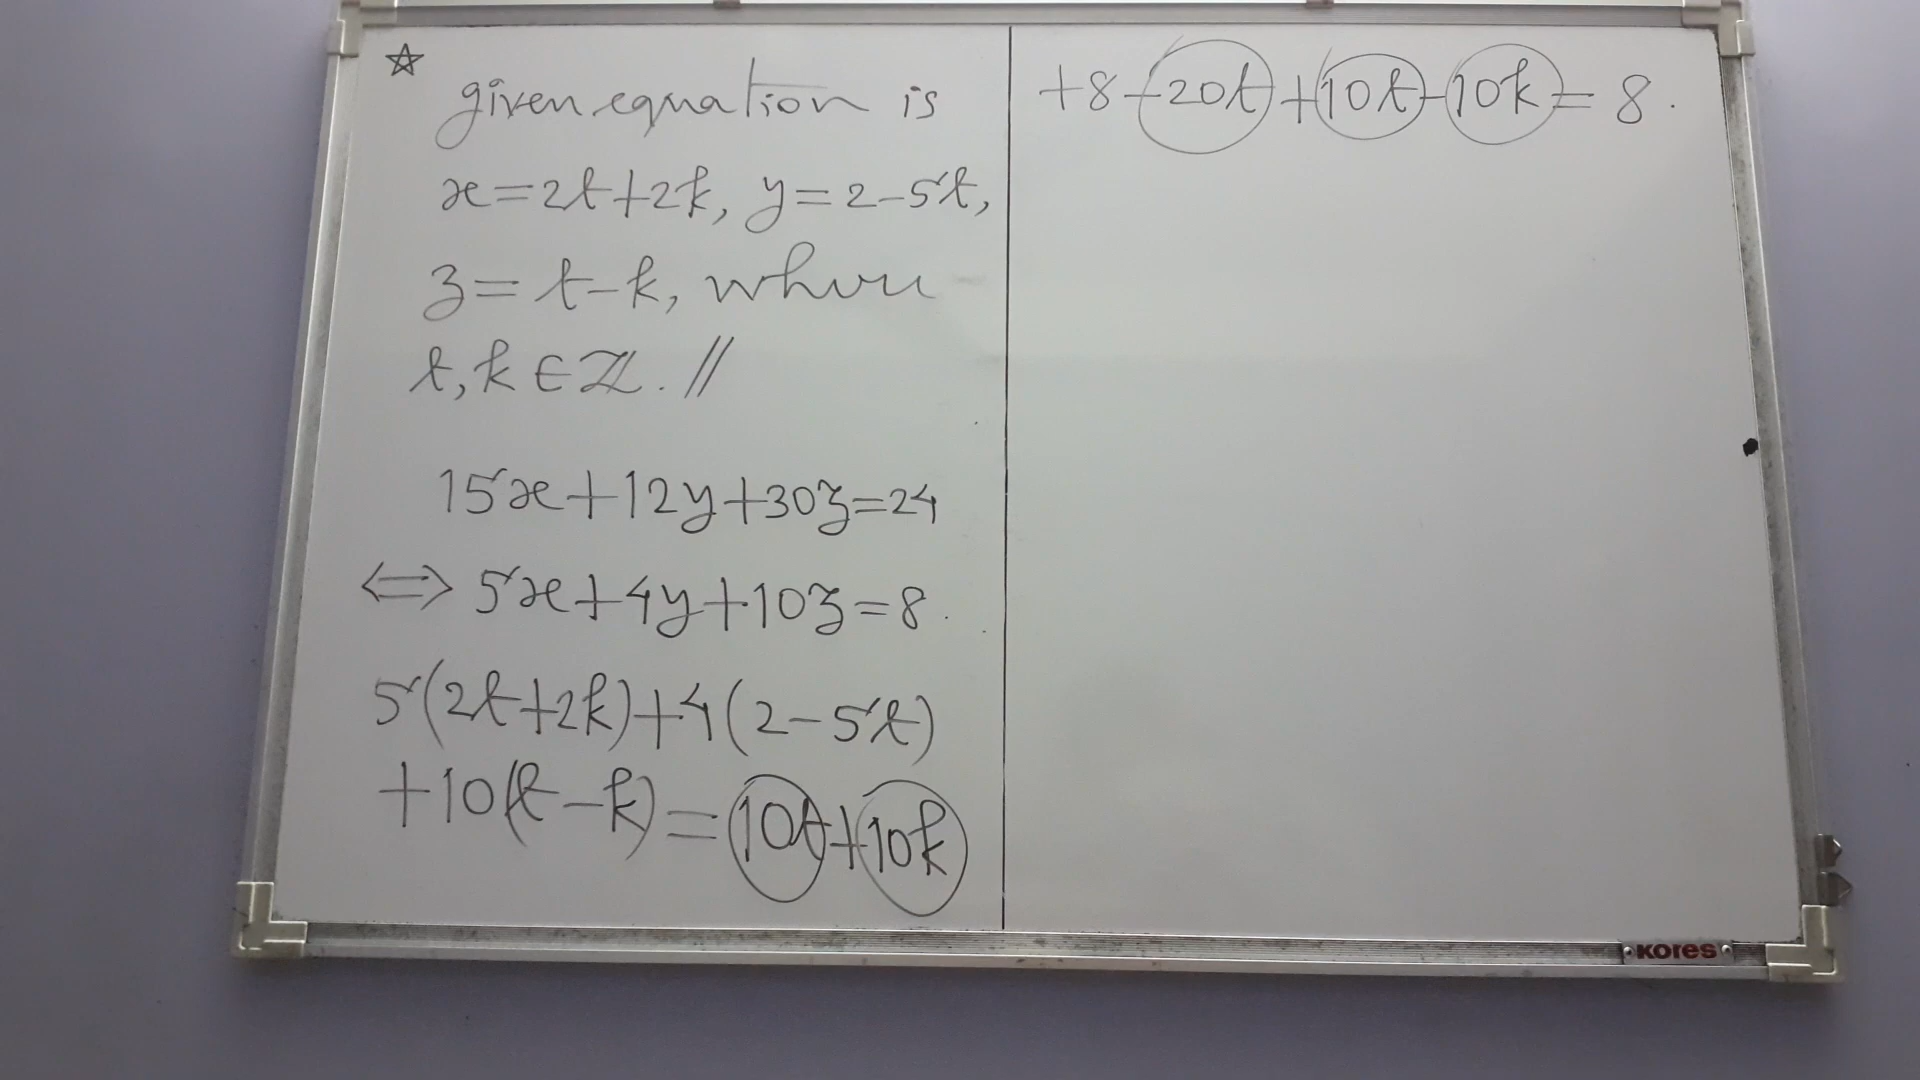 ☆
given equation is
x=2t+2k, y=2-5t,
z=t-k, where
t,k∈ℤ.//
15x+12y+30z=24
⟺ 5x+4y+10z=8.
5(2t+2k)+4(2-5t)
+10(t-k)=10t+10k
+8-20t+10t-10k=8.
KORES